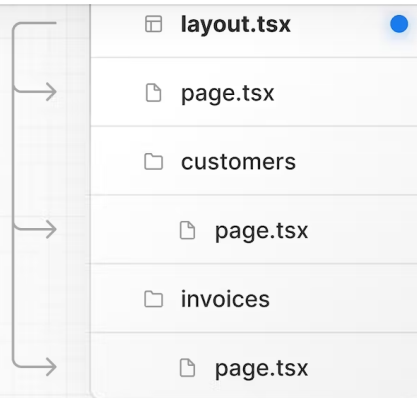 layout.tsx
page.tsx
customers
page.tsx
invoices
page.tsx